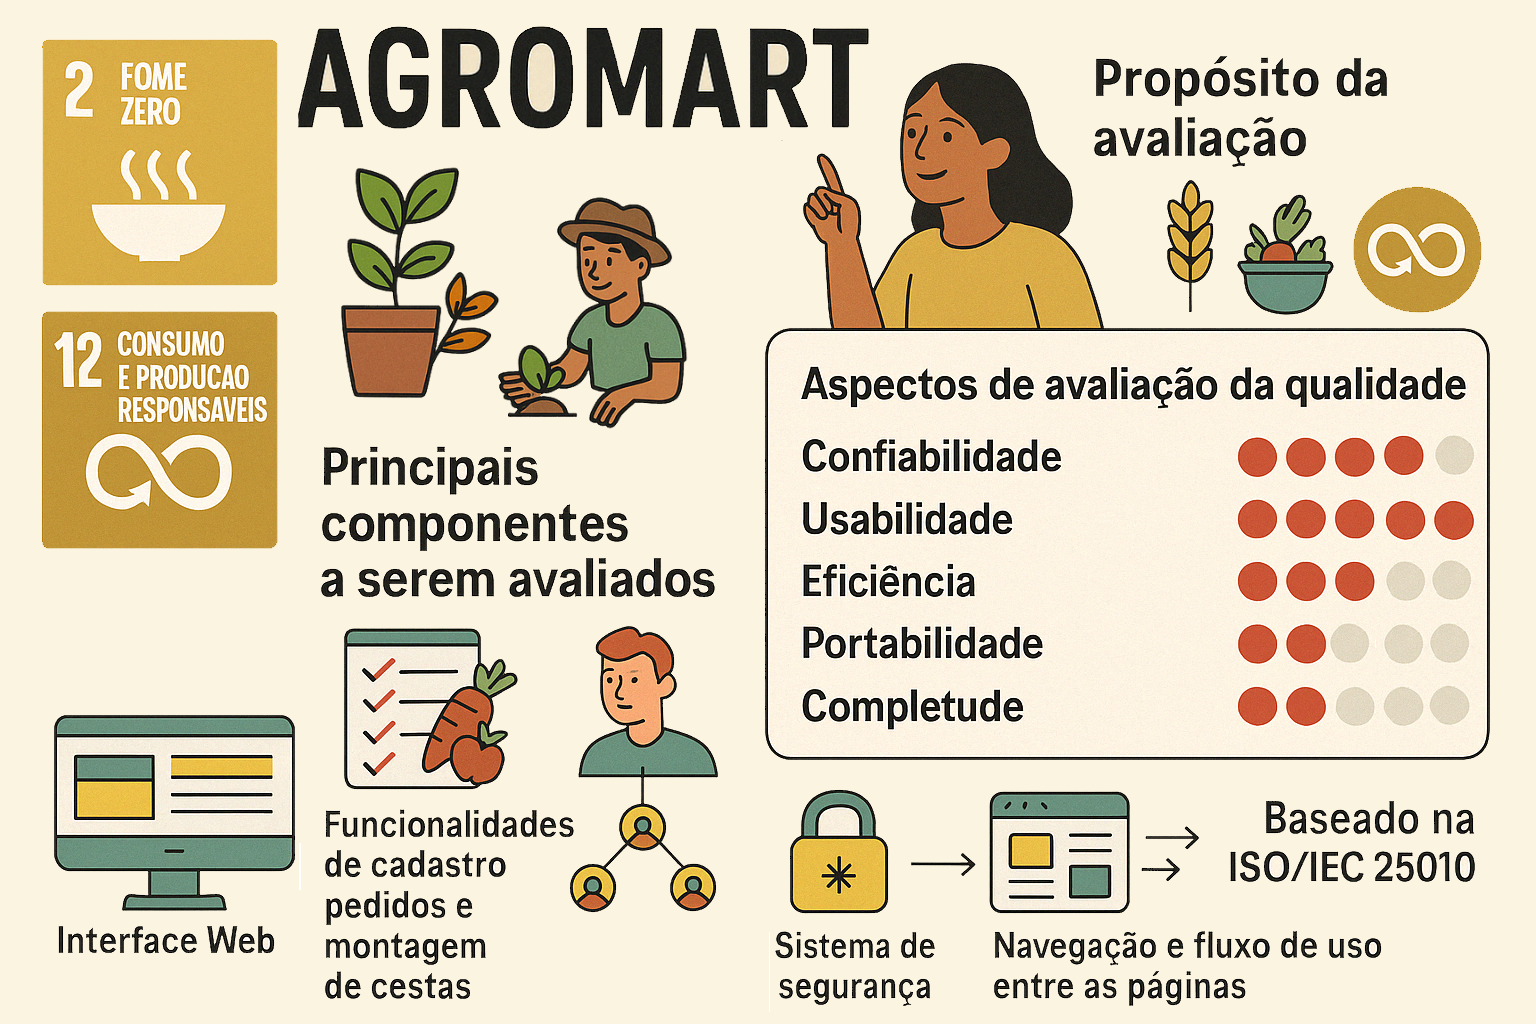 2 FOME
ZERO
12 CONSUMO
E PRODUCAO
RESPONSAVEIS
AGROMART
Principais
componentes
a serem avaliados
Interface Web
Funcionalidades
de cadastro
pedidos e
montagem
de cestas
Propósito da
avaliação
Aspectos de avaliação da qualidade
Confiabilidade
Usabilidade
Eficiência
Portabilidade
Completude
Sistema de
segurança
Navegação e fluxo de uso
entre as páginas
Baseado na
ISO/IEC 25010